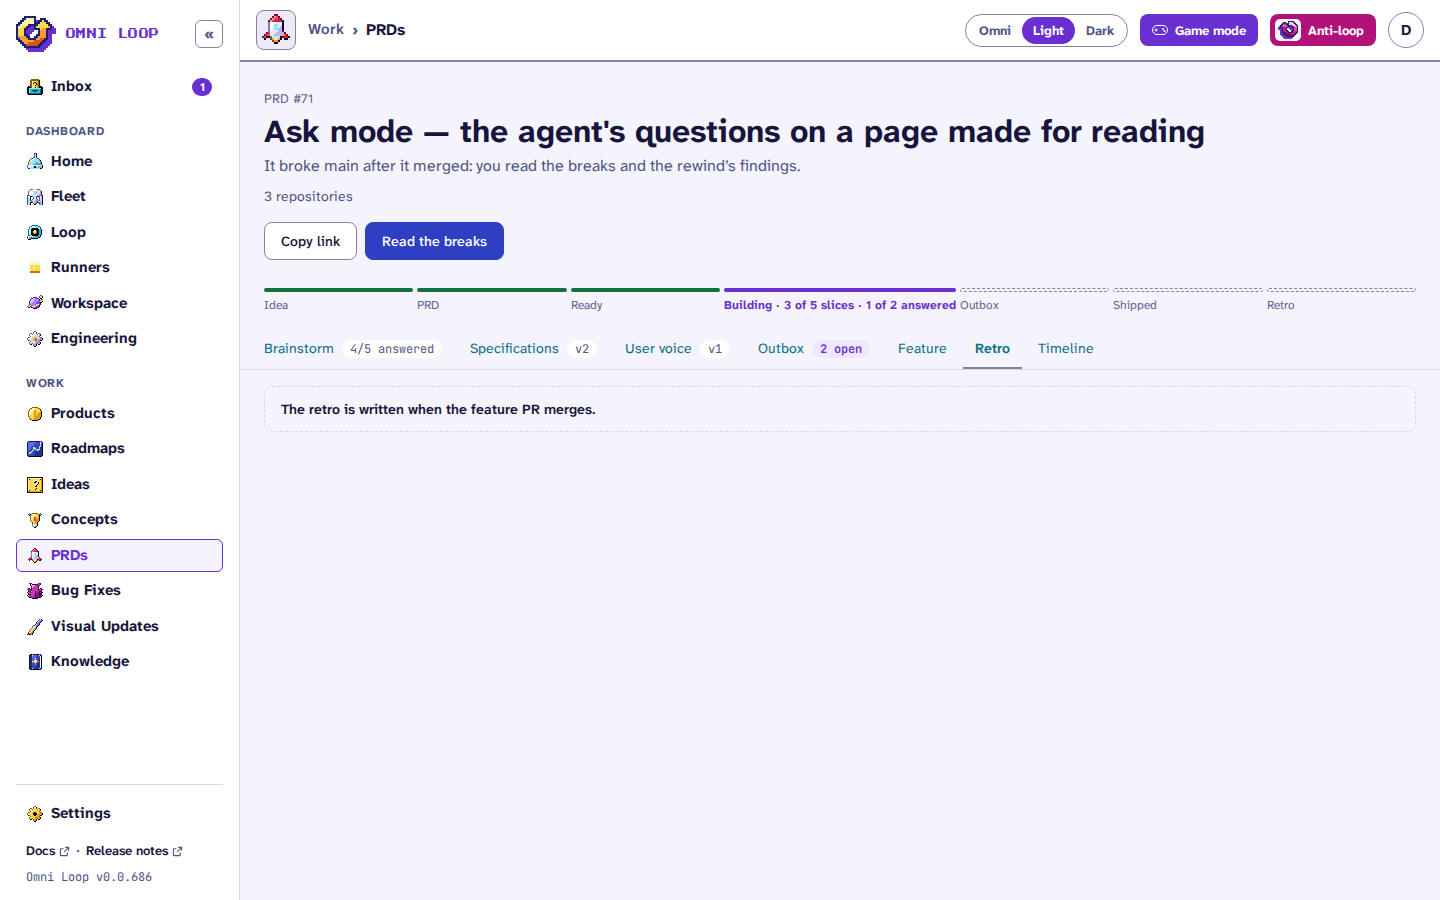 OMNI LOOP
«
Inbox
1
DASHBOARD
Home
Fleet
Loop
Runners
Workspace
Engineering
WORK
Products
Roadmaps
Ideas
Concepts
PRDs
Bug Fixes
Visual Updates
Knowledge
Settings
Docs · Release notes
Omni Loop v0.0.686
Work › PRDs
Omni Light Dark
Game mode
Anti-loop
D
PRD #71
Ask mode — the agent's questions on a page made for reading
It broke main after it merged: you read the breaks and the rewind’s findings.
3 repositories
Copy link
Read the breaks
Idea
PRD
Ready
Building · 3 of 5 slices · 1 of 2 answered
Outbox
Shipped
Retro
Brainstorm 4/5 answered
Specifications v2
User voice v1
Outbox 2 open
Feature
Retro
Timeline
The retro is written when the feature PR merges.